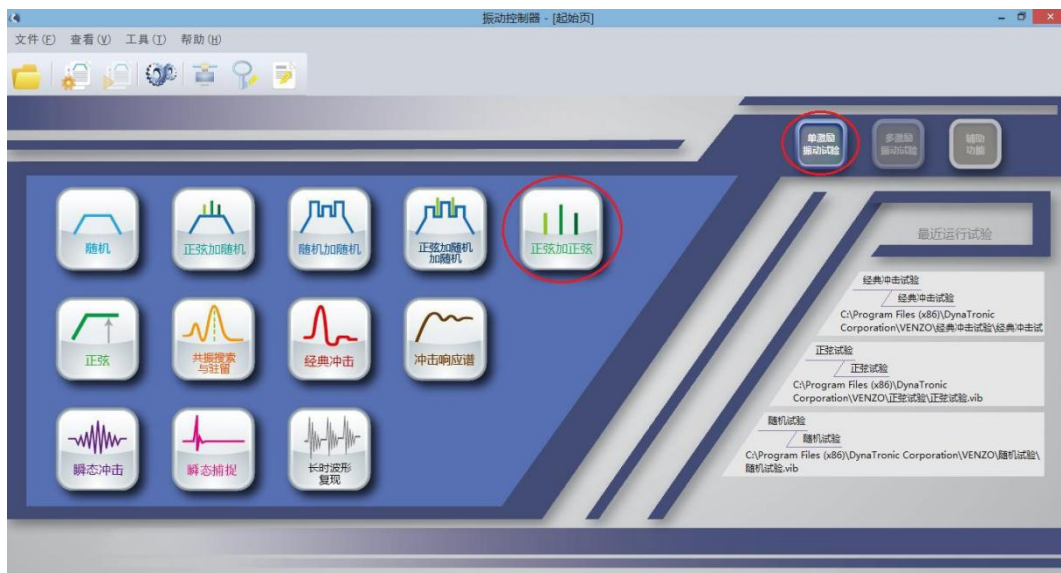 振动控制器 - [起始页]
文件(F) 查看(V) 工具(T) 帮助(H)
单激励
振动试验
多激励
振动试验
辅助
功能
随机
正弦加随机
随机加随机
正弦加随机
加随机
正弦加正弦
正弦
共振搜索
与驻留
经典冲击
冲击响应谱
瞬态冲击
瞬态捕捉
长时波形
复现
最近运行试验
经典冲击试验
经典冲击试验
C:\Program Files (x86)\DynaTronic
Corporation\VENZO\经典冲击试验\经典冲击试
正弦试验
正弦试验
C:\Program Files (x86)\DynaTronic
Corporation\VENZO\正弦试验\正弦试验.vib
随机试验
随机试验
C:\Program Files (x86)\DynaTronic Corporation\VENZO\随机试验\
随机试验.vib